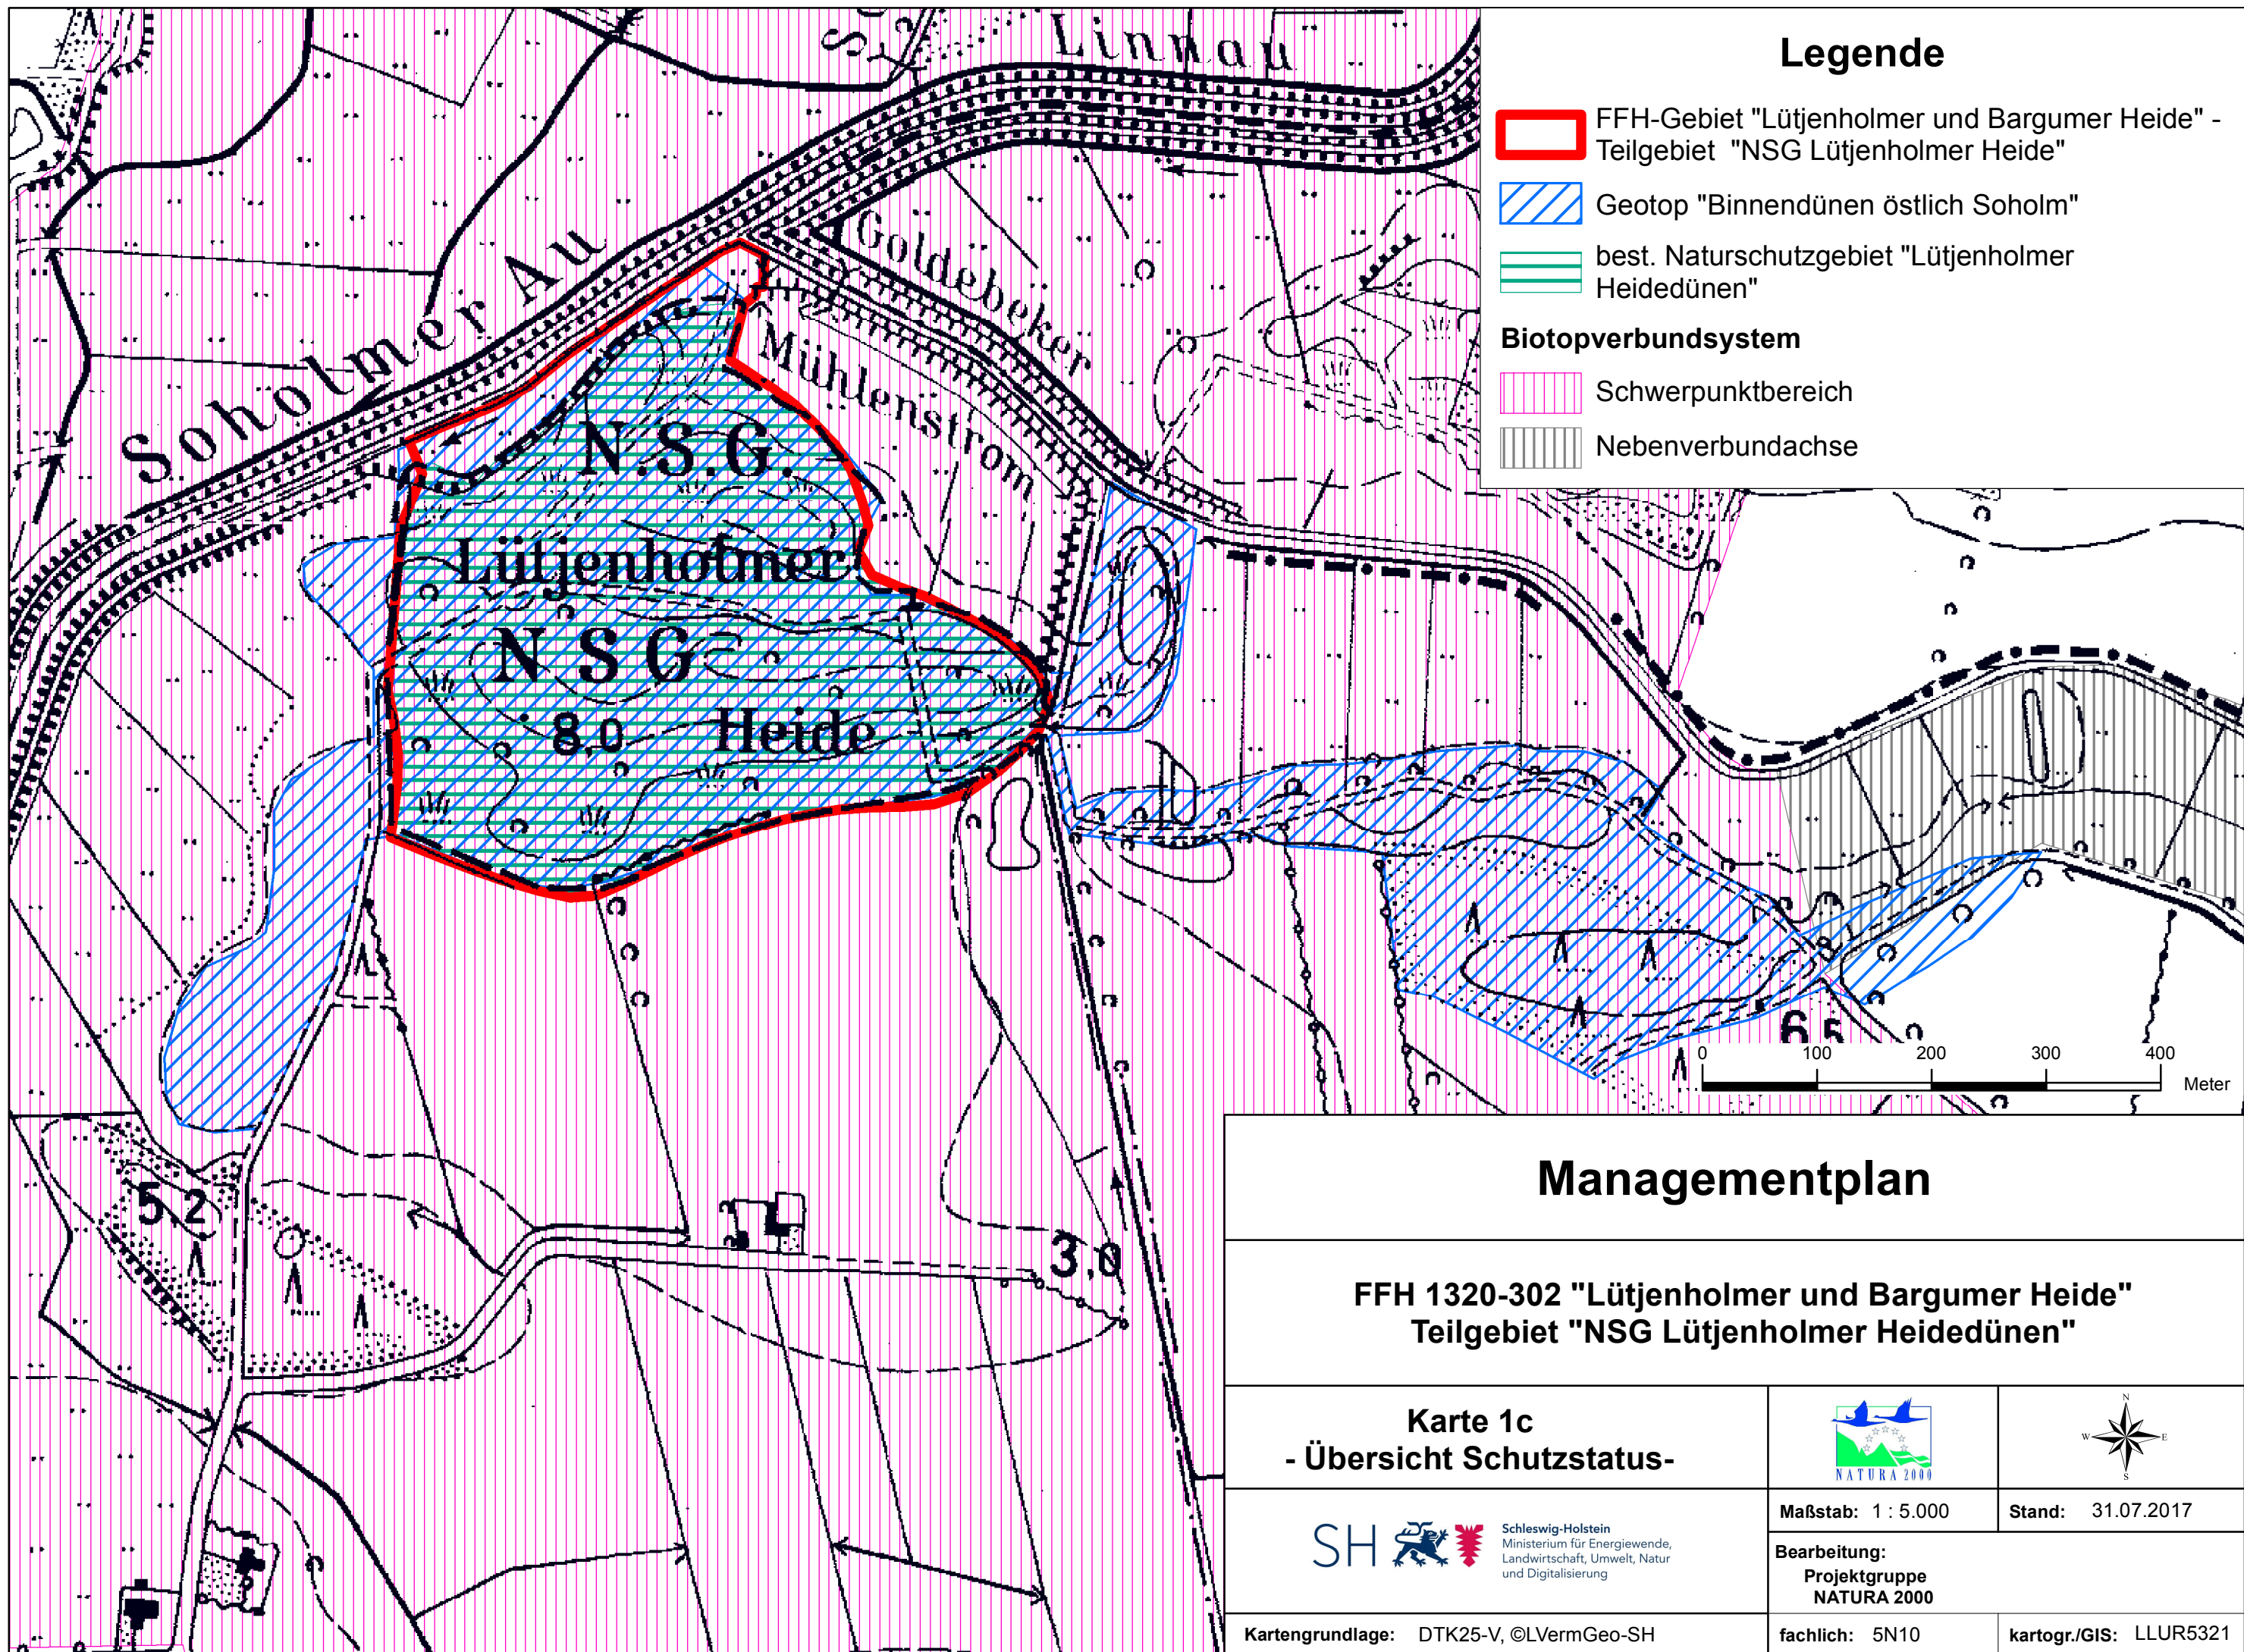 Linnau
Soholmer Au
Goldebeker
Mühlenstrom
N.S.G.
Lütjenholmer
N S G
8,0 Heide
6,5
5,2
3,0
Legende
FFH-Gebiet "Lütjenholmer und Bargumer Heide" -
Teilgebiet "NSG Lütjenholmer Heide"
Geotop "Binnendünen östlich Soholm"
best. Naturschutzgebiet "Lütjenholmer
Heidedünen"
Biotopverbundsystem
Schwerpunktbereich
Nebenverbundachse
0 100 200 300 400
Meter
Managementplan
FFH 1320-302 "Lütjenholmer und Bargumer Heide"
Teilgebiet "NSG Lütjenholmer Heidedünen"
Karte 1c
- Übersicht Schutzstatus-
NATURA 2000
N
W E
S
SH
Schleswig-Holstein
Ministerium für Energiewende,
Landwirtschaft, Umwelt, Natur
und Digitalisierung
Maßstab: 1 : 5.000
Stand: 31.07.2017
Bearbeitung:
Projektgruppe
NATURA 2000
Kartengrundlage: DTK25-V, ©LVermGeo-SH
fachlich: 5N10
kartogr./GIS: LLUR5321